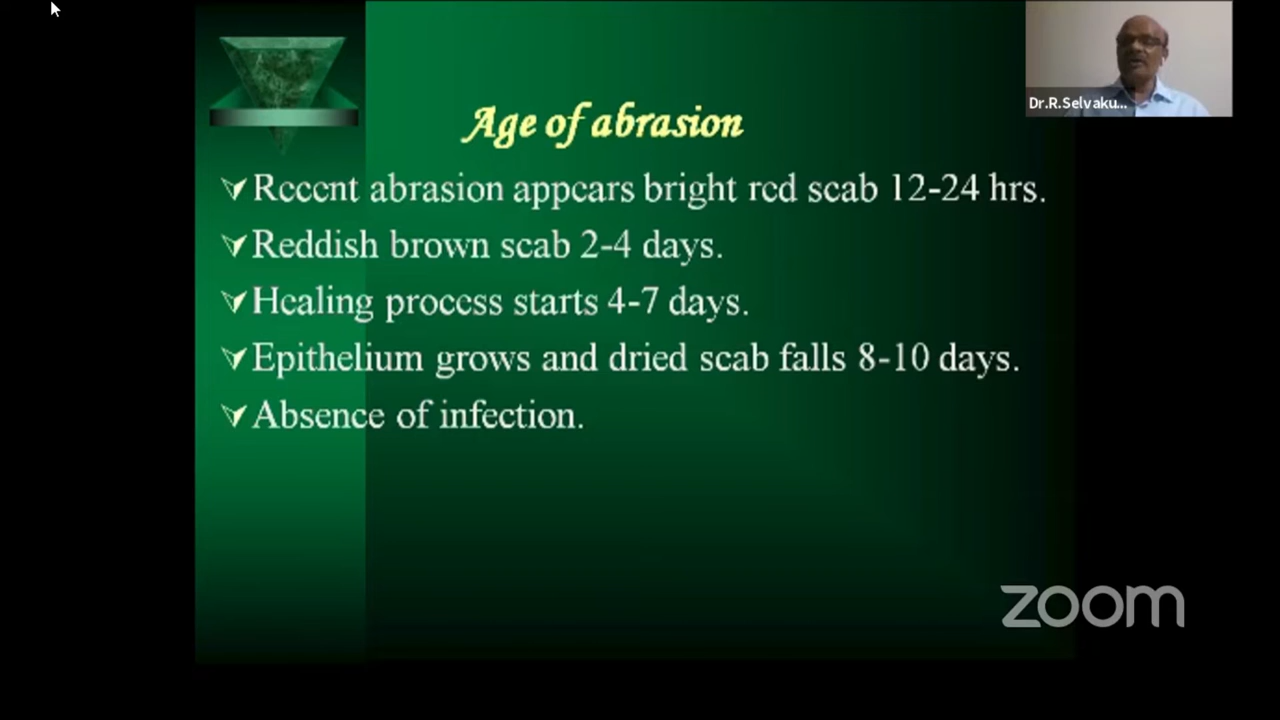 Dr.R.Selvaku...
Age of abrasion
Recent abrasion appears bright red scab 12-24 hrs.
Reddish brown scab 2-4 days.
Healing process starts 4-7 days.
Epithelium grows and dried scab falls 8-10 days.
Absence of infection.
zoom